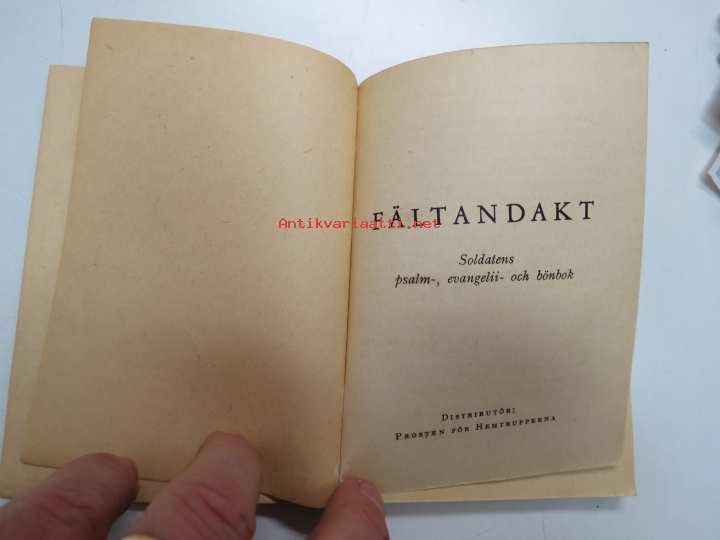 Antikvariaatti.net
FÄLTANDAKT
Soldatens
psalm-, evangelii- och bönbok
DISTRIBUTÖR:
PROSTEN FÖR HEMTRUPPERNA